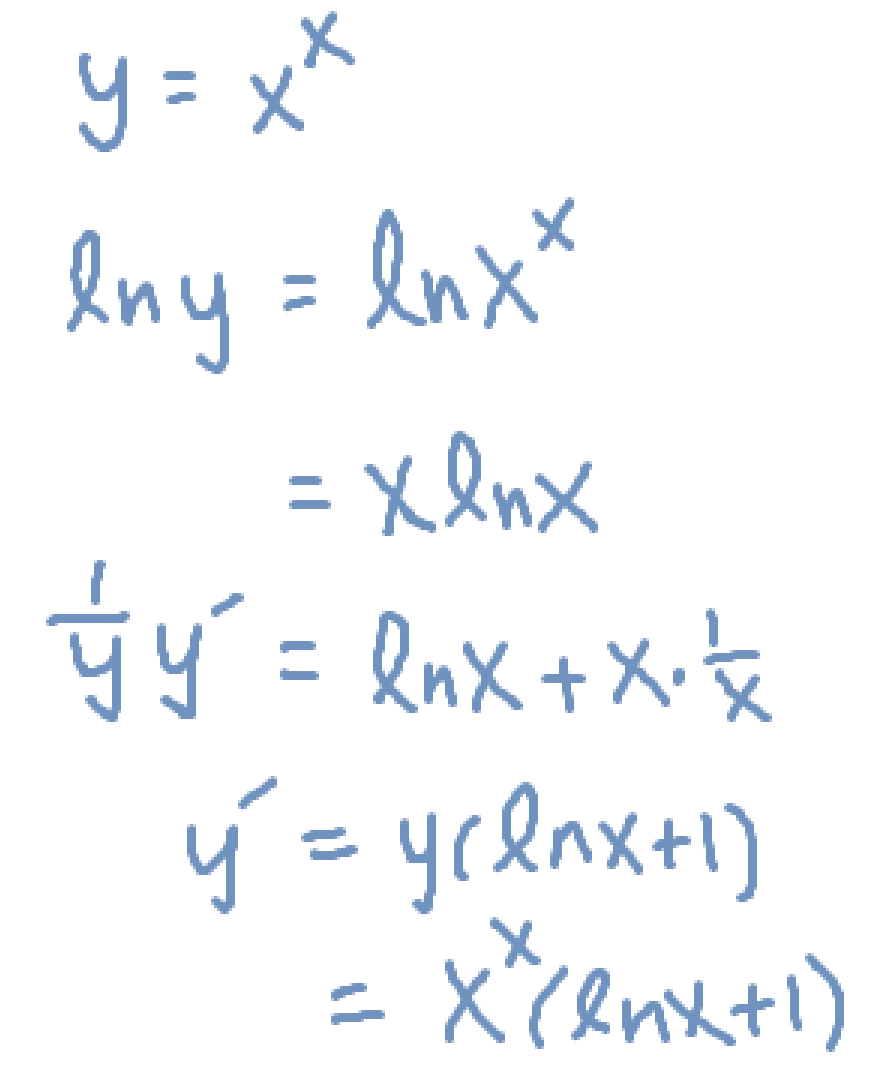 y = x^x
ln y = ln x^x
= x ln x
1/y y' = ln x + x · 1/x
y' = y(ln x + 1)
= x^x (ln x + 1)